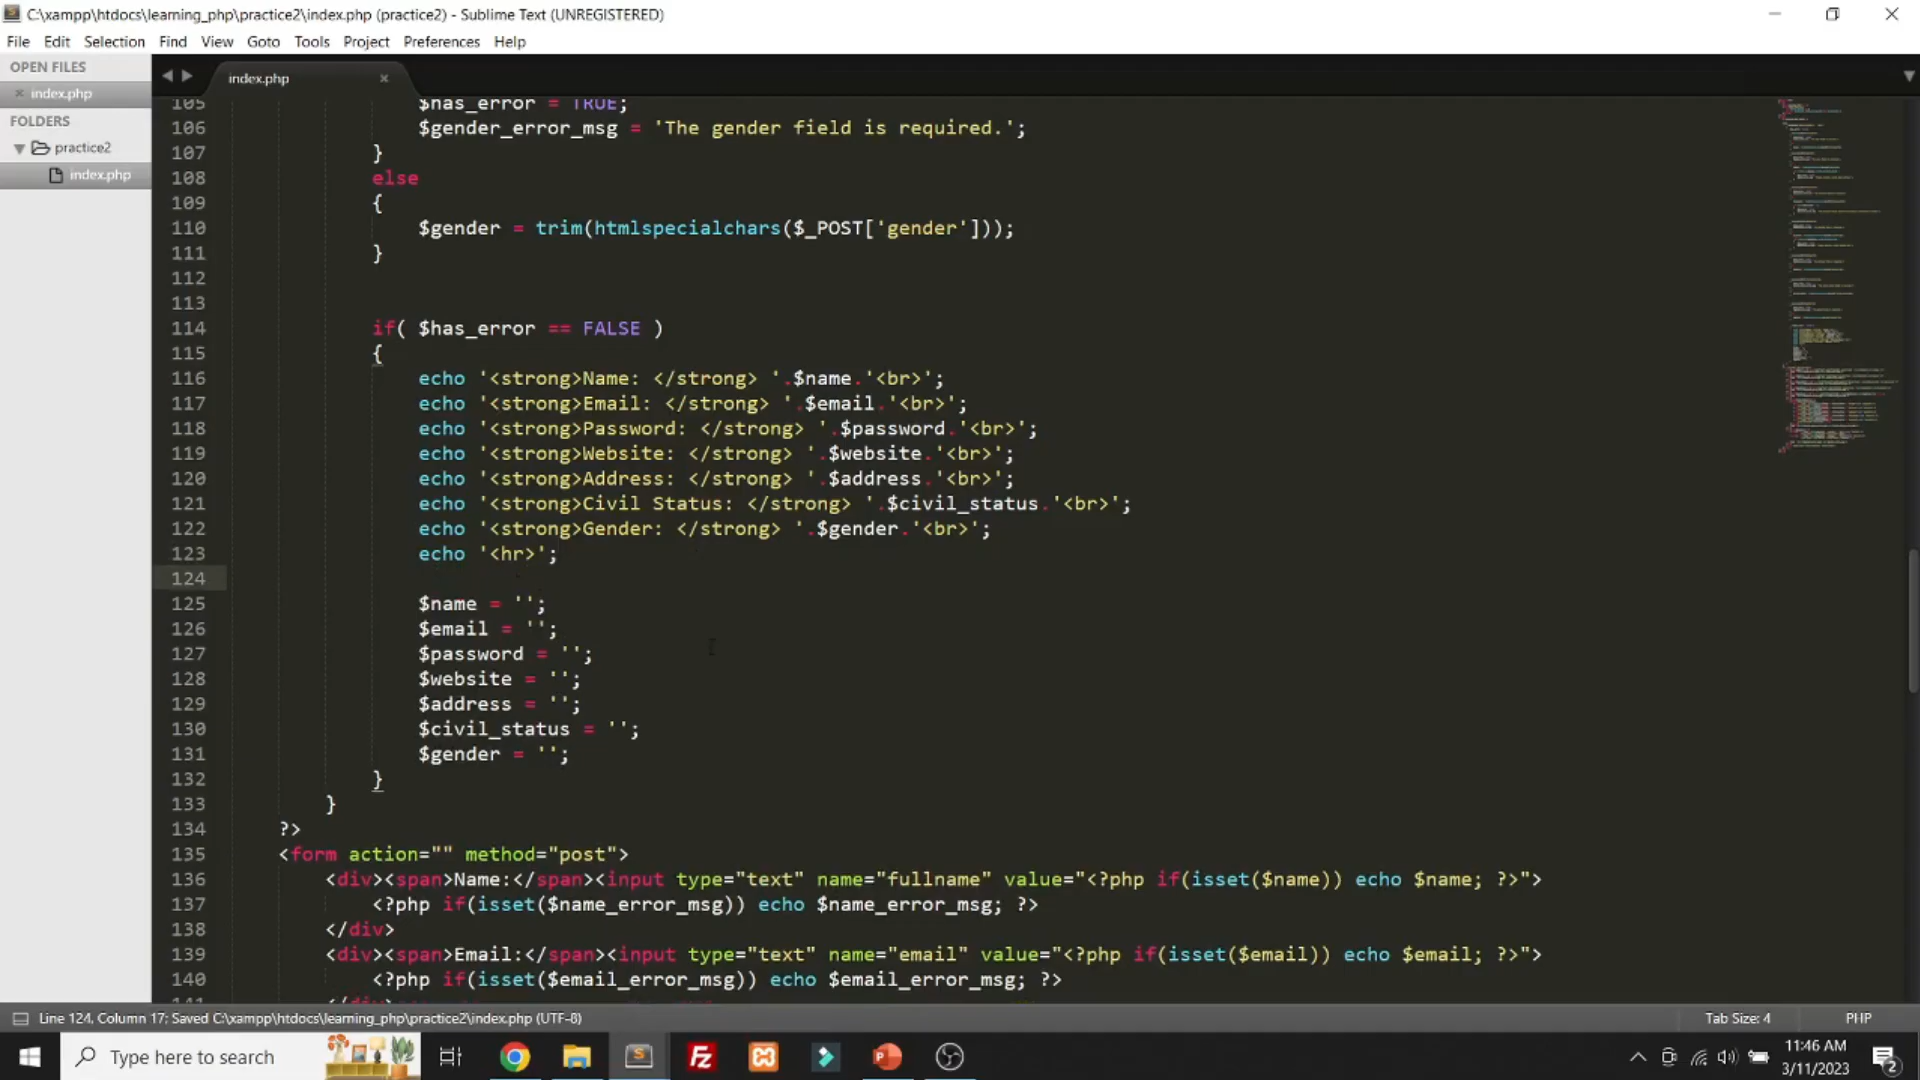 C:\xampp\htdocs\learning_php\practice2\index.php (practice2) - Sublime Text (UNREGISTERED)
File Edit Selection Find View Goto Tools Project Preferences Help
OPEN FILES
index.php
FOLDERS
practice2
index.php
index.php
105 $has_error = TRUE;
106 $gender_error_msg = 'The gender field is required.';
107 }
108 else
109 {
110 $gender = trim(htmlspecialchars($_POST['gender']));
111 }
112
113
114 if( $has_error == FALSE )
115 {
116 echo '<strong>Name: </strong> '.$name.'<br>';
117 echo '<strong>Email: </strong> '.$email.'<br>';
118 echo '<strong>Password: </strong> '.$password.'<br>';
119 echo '<strong>Website: </strong> '.$website.'<br>';
120 echo '<strong>Address: </strong> '.$address.'<br>';
121 echo '<strong>Civil Status: </strong> '.$civil_status.'<br>';
122 echo '<strong>Gender: </strong> '.$gender.'<br>';
123 echo '<hr>';
124
125 $name = '';
126 $email = '';
127 $password = '';
128 $website = '';
129 $address = '';
130 $civil_status = '';
131 $gender = '';
132 }
133 }
134 ?>
135 <form action="" method="post">
136 <div><span>Name:</span><input type="text" name="fullname" value="<?php if(isset($name)) echo $name; ?>">
137 <?php if(isset($name_error_msg)) echo $name_error_msg; ?>
138 </div>
139 <div><span>Email:</span><input type="text" name="email" value="<?php if(isset($email)) echo $email; ?>">
140 <?php if(isset($email_error_msg)) echo $email_error_msg; ?>
141 </div>
Line 124, Column 17; Saved C:\xampp\htdocs\learning_php\practice2\index.php (UTF-8)
Tab Size: 4
PHP
Type here to search
11:46 AM
3/11/2023
2